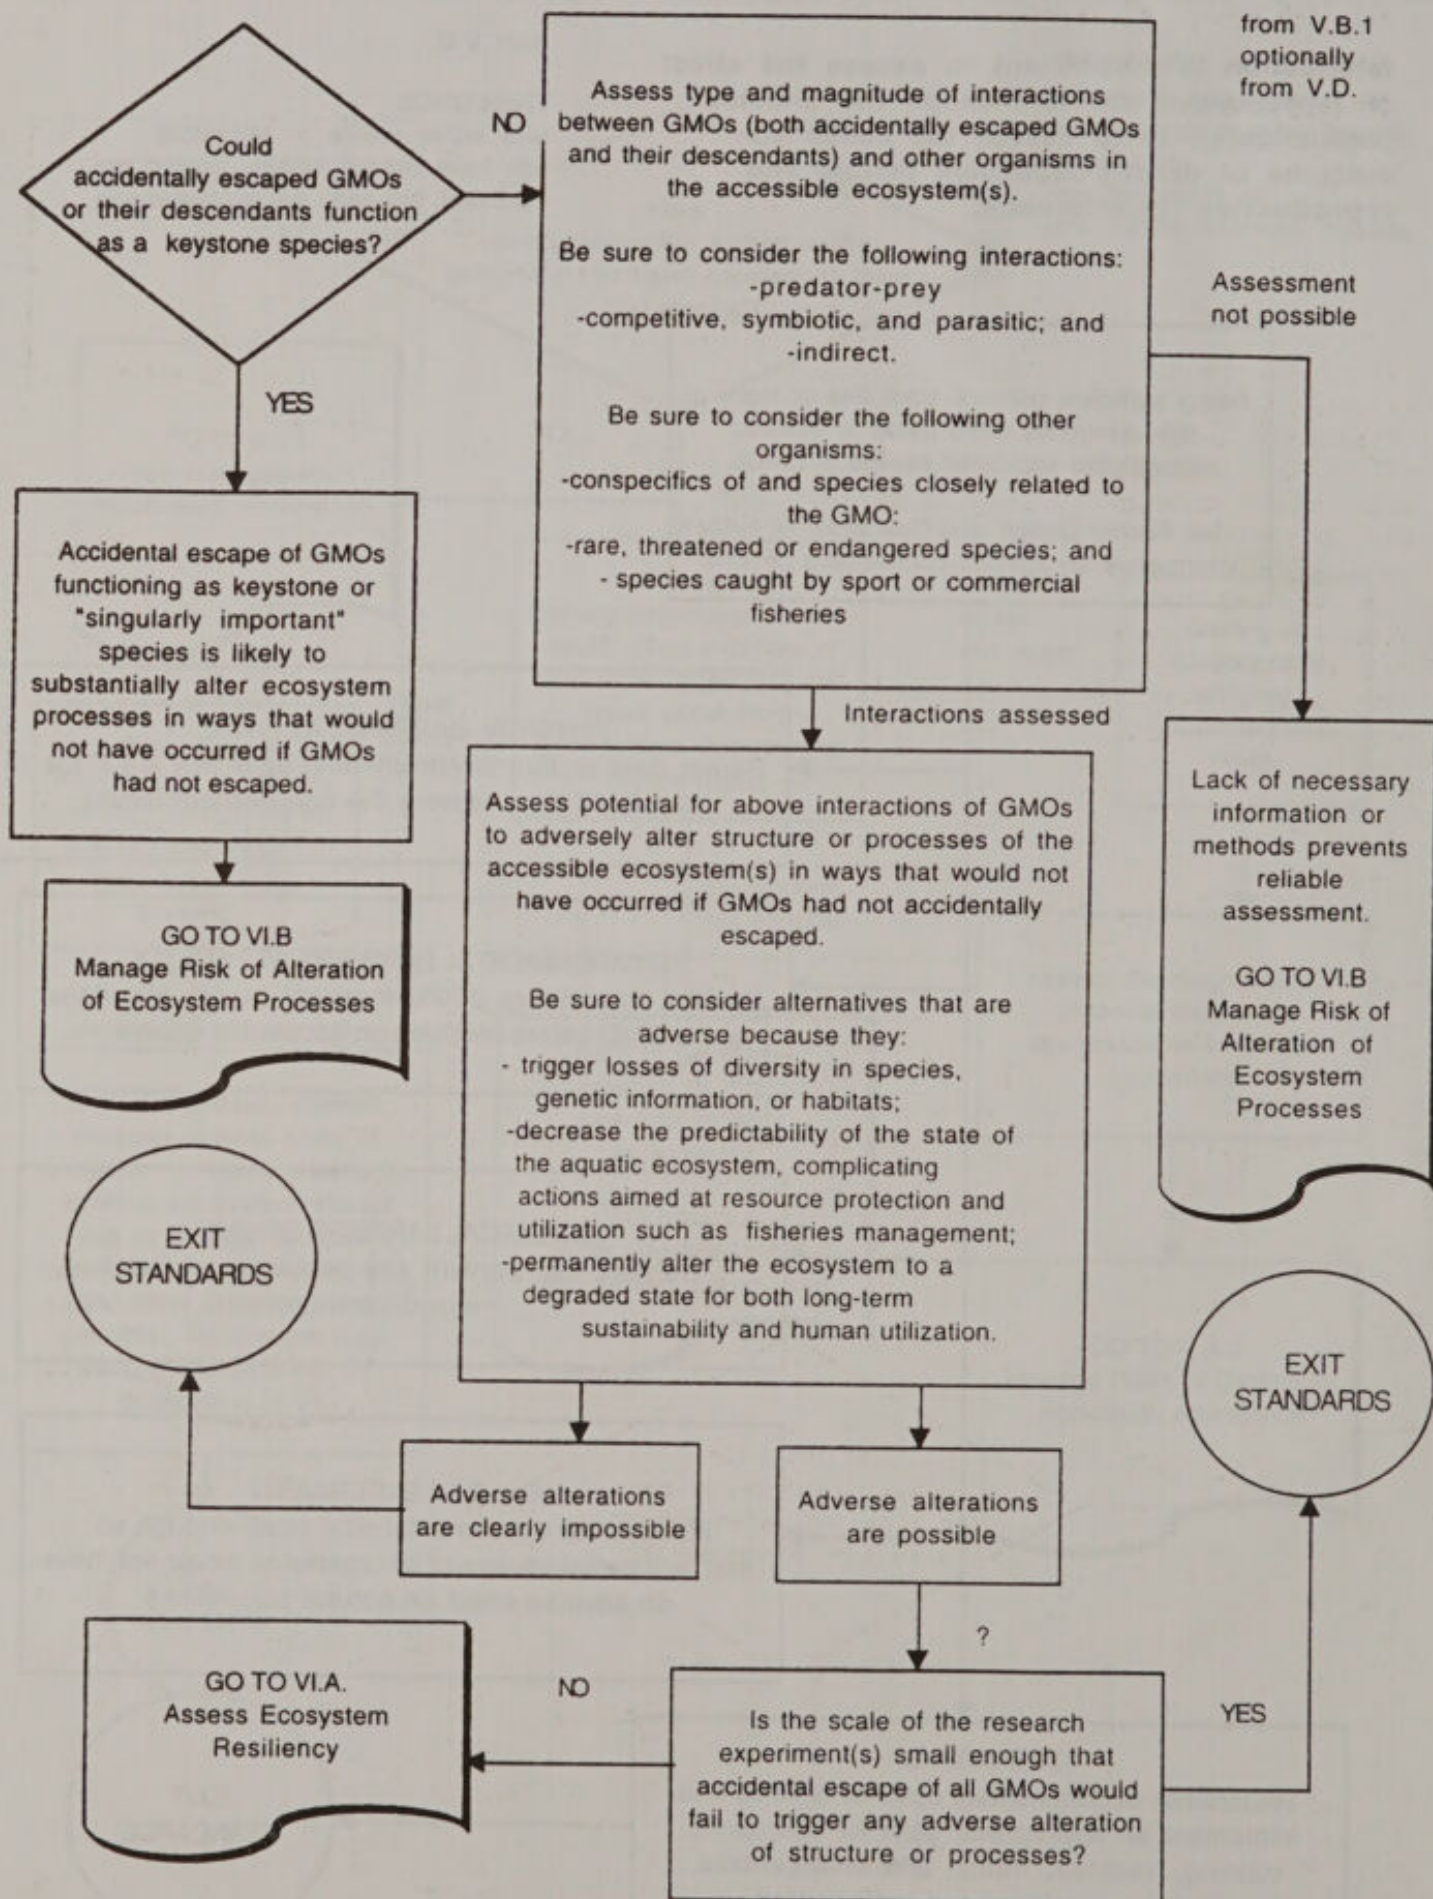 from V.B.1
optionally
from V.D.
Could
accidentally escaped GMOs
or their descendants function
as a keystone species?
NO
YES
Assess type and magnitude of interactions
between GMOs (both accidentally escaped GMOs
and their descendants) and other organisms in
the accessible ecosystem(s).
Be sure to consider the following interactions:
-predator-prey
-competitive, symbiotic, and parasitic; and
-indirect.
Be sure to consider the following other
organisms:
-conspecifics of and species closely related to
the GMO:
-rare, threatened or endangered species; and
- species caught by sport or commercial
fisheries
Assessment
not possible
Accidental escape of GMOs
functioning as keystone or
"singularly important"
species is likely to
substantially alter ecosystem
processes in ways that would
not have occurred if GMOs
had not escaped.
GO TO VI.B
Manage Risk of Alteration
of Ecosystem Processes
Interactions assessed
Assess potential for above interactions of GMOs
to adversely alter structure or processes of the
accessible ecosystem(s) in ways that would not
have occurred if GMOs had not accidentally
escaped.
Be sure to consider alternatives that are
adverse because they:
- trigger losses of diversity in species,
genetic information, or habitats;
-decrease the predictability of the state of
the aquatic ecosystem, complicating
actions aimed at resource protection and
utilization such as fisheries management;
-permanently alter the ecosystem to a
degraded state for both long-term
sustainability and human utilization.
Lack of necessary
information or
methods prevents
reliable
assessment.
GO TO VI.B
Manage Risk of
Alteration of
Ecosystem
Processes
EXIT
STANDARDS
EXIT
STANDARDS
Adverse alterations
are clearly impossible
Adverse alterations
are possible
?
Is the scale of the research
experiment(s) small enough that
accidental escape of all GMOs would
fail to trigger any adverse alteration
of structure or processes?
NO
YES
GO TO VI.A.
Assess Ecosystem
Resiliency